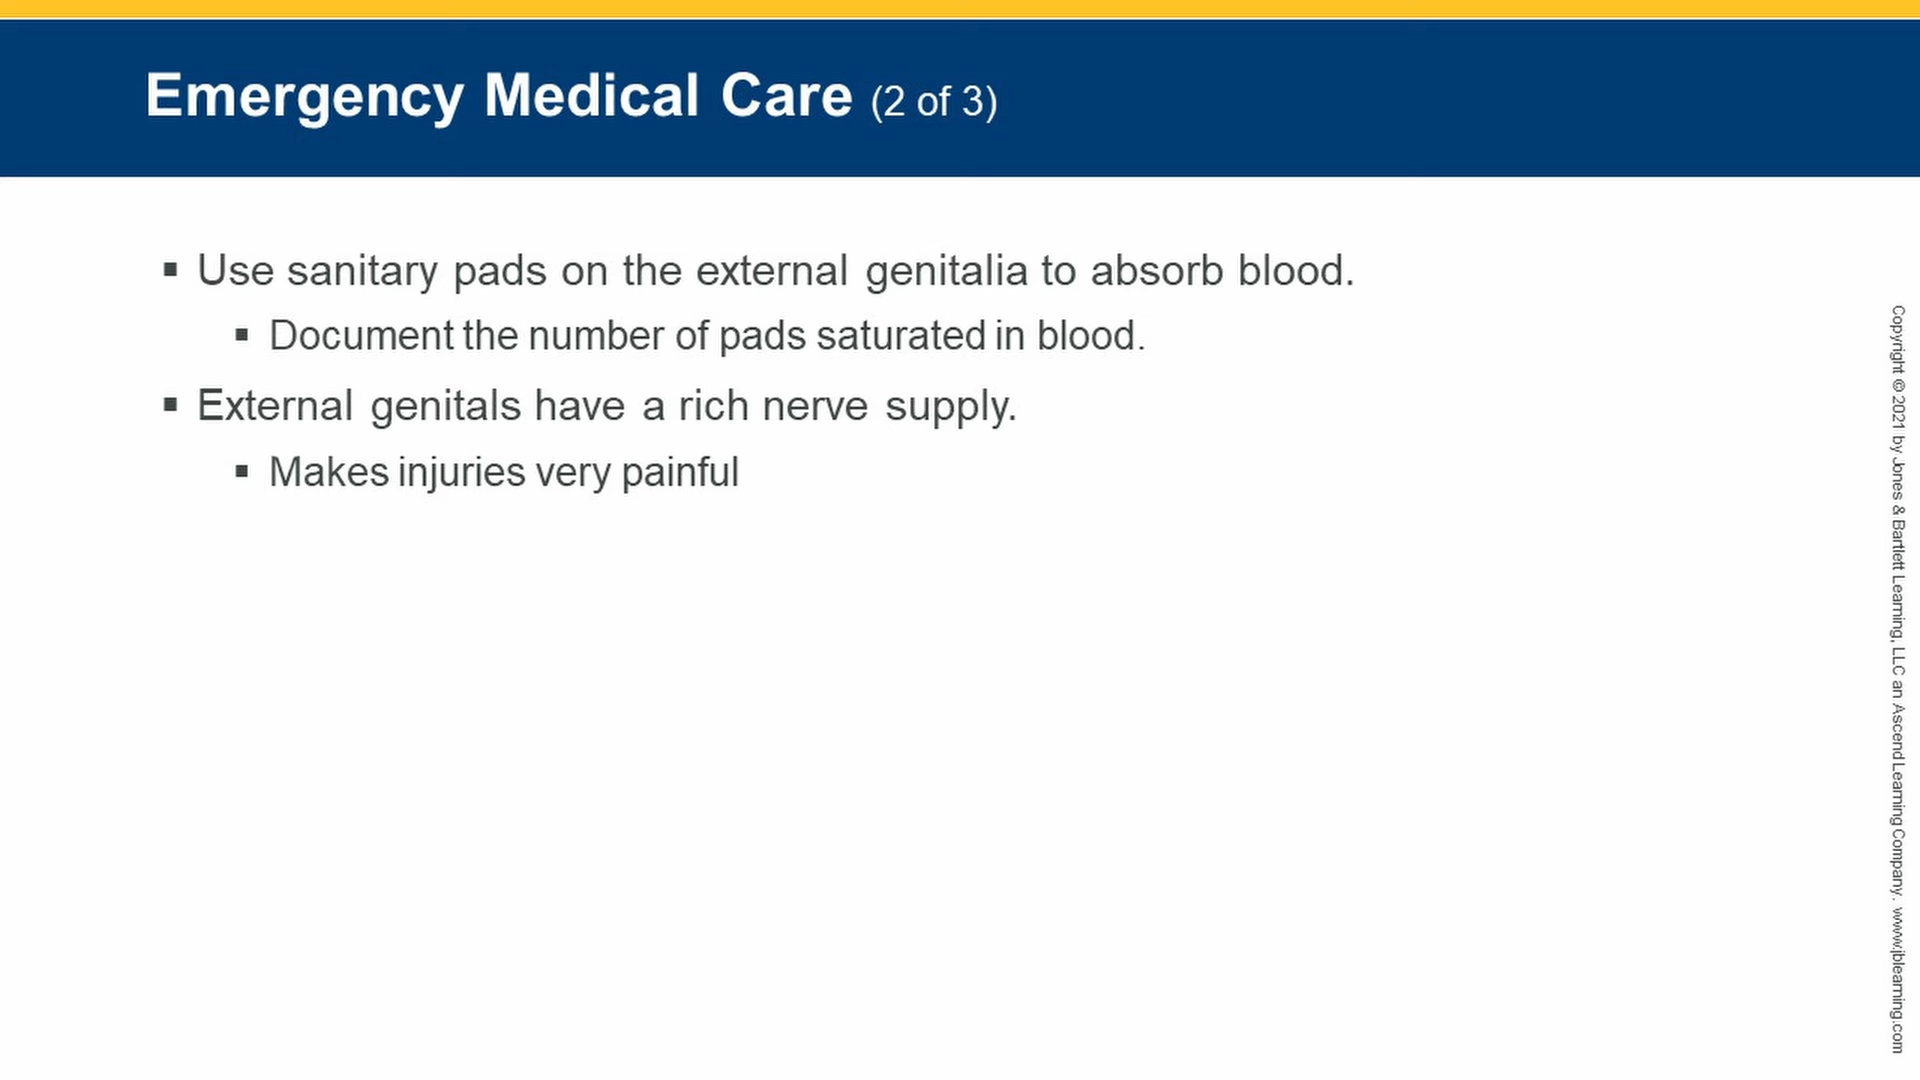 Emergency Medical Care (2 of 3)
▪ Use sanitary pads on the external genitalia to absorb blood.
▪ Document the number of pads saturated in blood.
▪ External genitals have a rich nerve supply.
▪ Makes injuries very painful
Copyright © 2021 by Jones & Bartlett Learning, LLC an Ascend Learning Company. www.jblearning.com